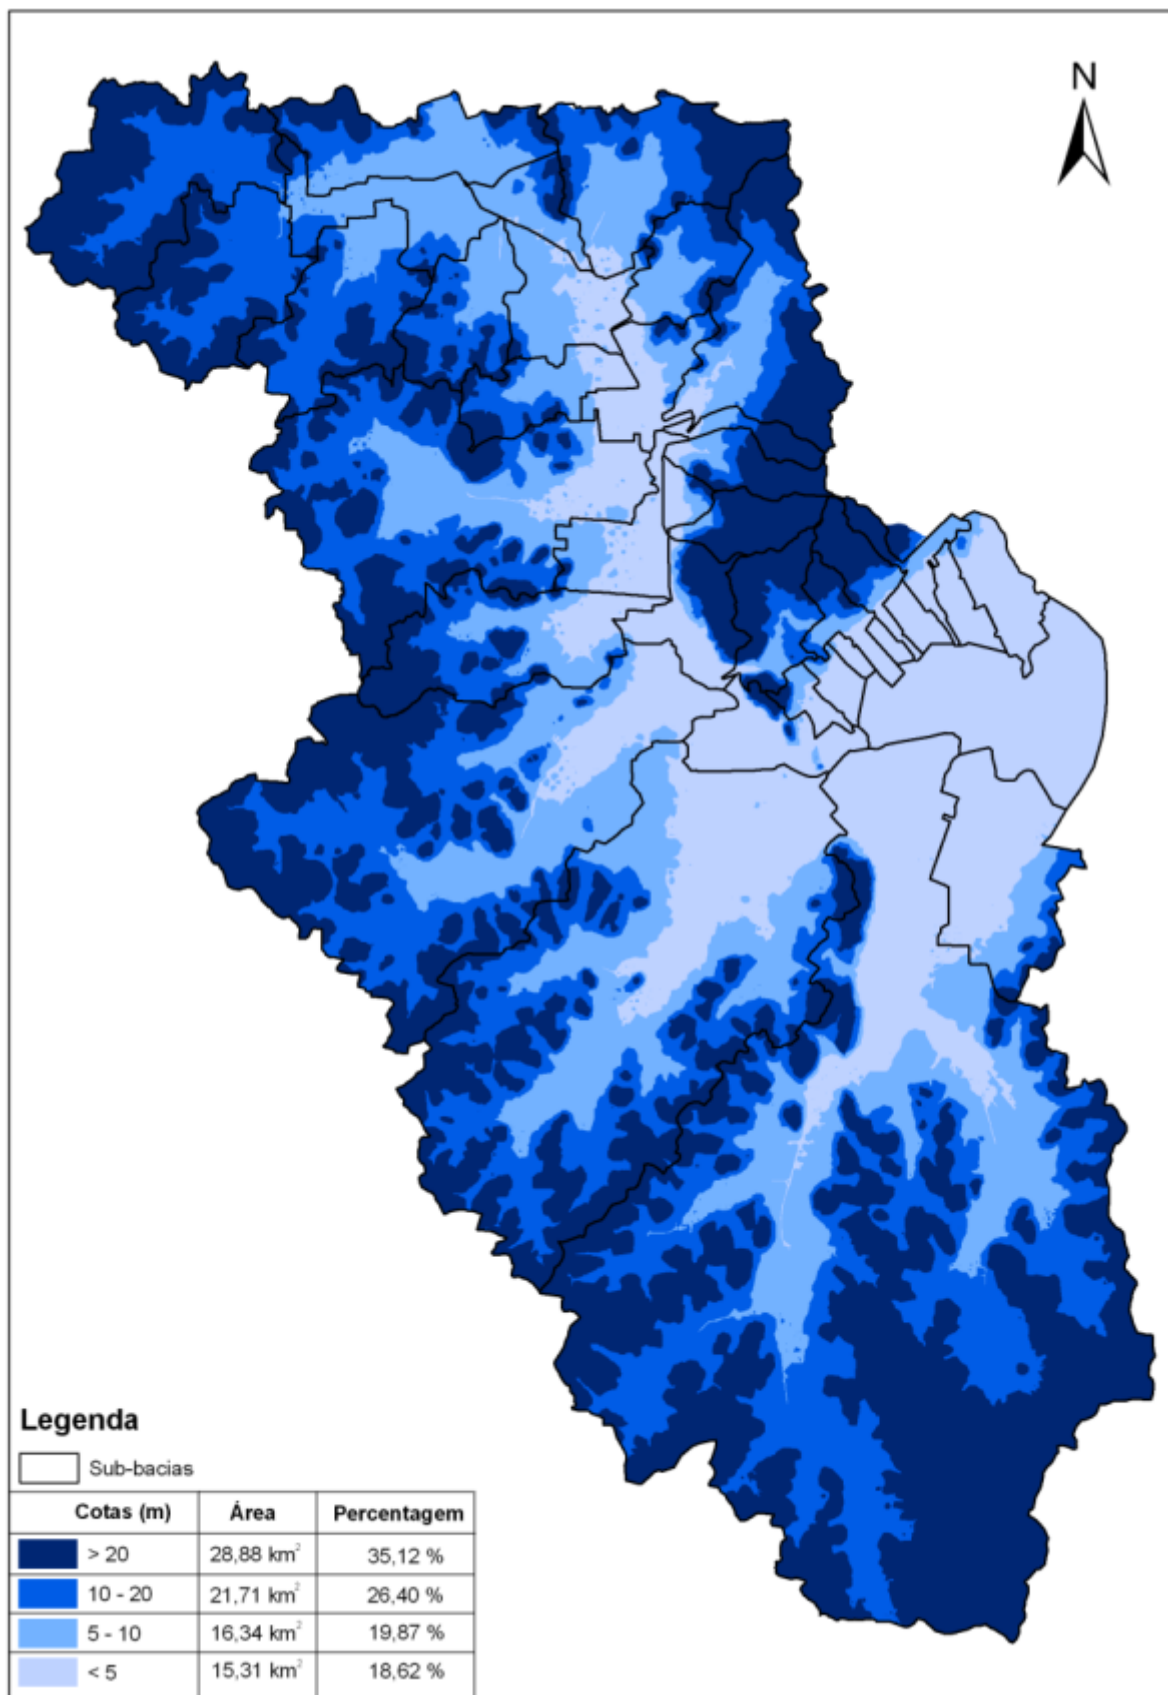 N
Legenda
Sub-bacias
Cotas (m) Área Percentagem
> 20 28,88 km² 35,12 %
10 - 20 21,71 km² 26,40 %
5 - 10 16,34 km² 19,87 %
< 5 15,31 km² 18,62 %